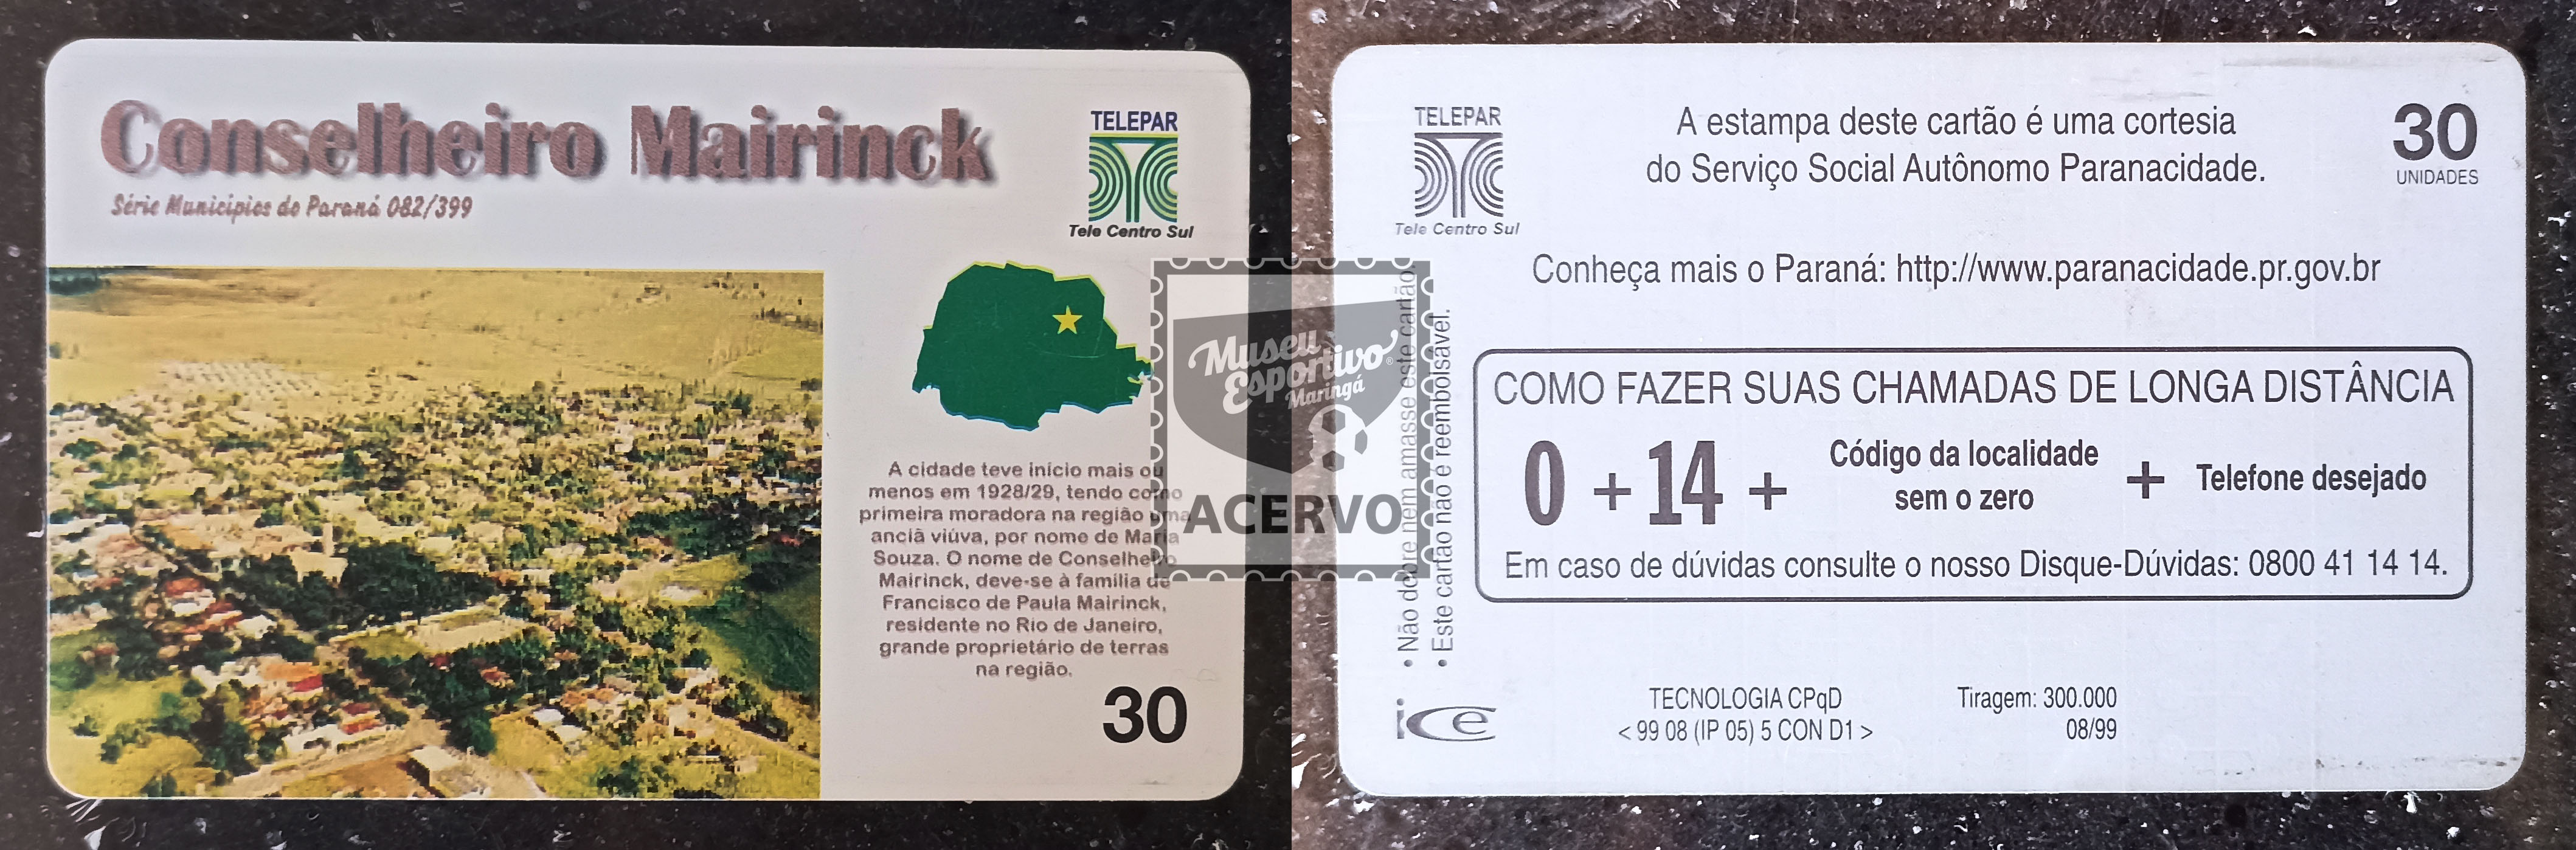 Conselheiro Mairinck
Série Municípios do Paraná 082/399
TELEPAR
Tele Centro Sul
A cidade teve início mais ou
menos em 1928/29, tendo como
primeira moradora na região uma
anciã viúva, por nome de Maria
Souza. O nome de Conselheiro
Mairinck, deve-se à família de
Francisco de Paula Mairinck,
residente no Rio de Janeiro,
grande proprietário de terras
na região.
30
Museu
Esportivo
Maringá
ACERVO
TELEPAR
Tele Centro Sul
A estampa deste cartão é uma cortesia
do Serviço Social Autônomo Paranacidade.
30
UNIDADES
Conheça mais o Paraná: http://www.paranacidade.pr.gov.br
• Não dobre nem amasse este cartão.
• Este cartão não é reembolsável.
COMO FAZER SUAS CHAMADAS DE LONGA DISTÂNCIA
0 + 14 + Código da localidade sem o zero + Telefone desejado
Em caso de dúvidas consulte o nosso Disque-Dúvidas: 0800 41 14 14.
ice
TECNOLOGIA CPqD
< 99 08 (IP 05) 5 CON D1 >
Tiragem: 300.000
08/99